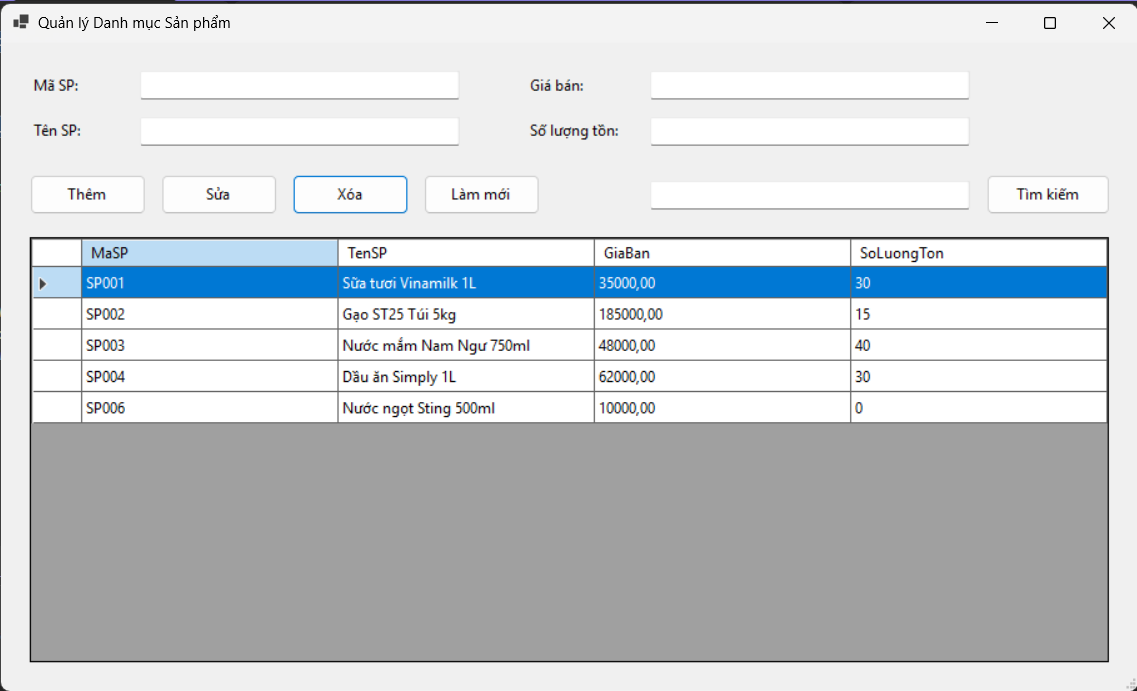 Quản lý Danh mục Sản phẩm
Mã SP: Giá bán:
Tên SP: Số lượng tồn:
Thêm Sửa Xóa Làm mới Tìm kiếm
MaSP TenSP GiaBan SoLuongTon
SP001 Sữa tươi Vinamilk 1L 35000,00 30
SP002 Gạo ST25 Túi 5kg 185000,00 15
SP003 Nước mắm Nam Ngư 750ml 48000,00 40
SP004 Dầu ăn Simply 1L 62000,00 30
SP006 Nước ngọt Sting 500ml 10000,00 0